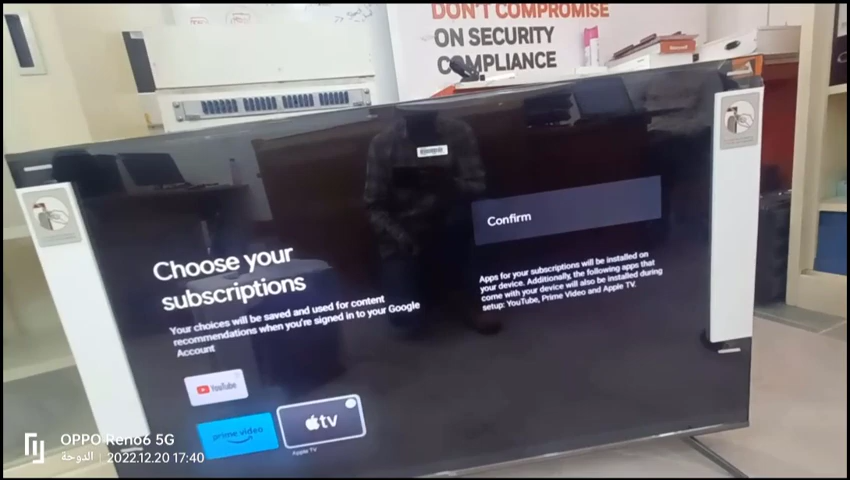 DON'T COMPROMISE
ON SECURITY
COMPLIANCE
Confirm
Choose your
subscriptions
Your choices will be saved and used for content
recommendations when you're signed in to your Google
Account
Apps for your subscriptions will be installed on
your device. Additionally, the following apps that
come with your device will also be installed during
setup: YouTube, Prime Video and Apple TV.
YouTube
prime video
tv
Apple TV
OPPO Reno6 5G
الدوحة | 2022.12.20 17:40